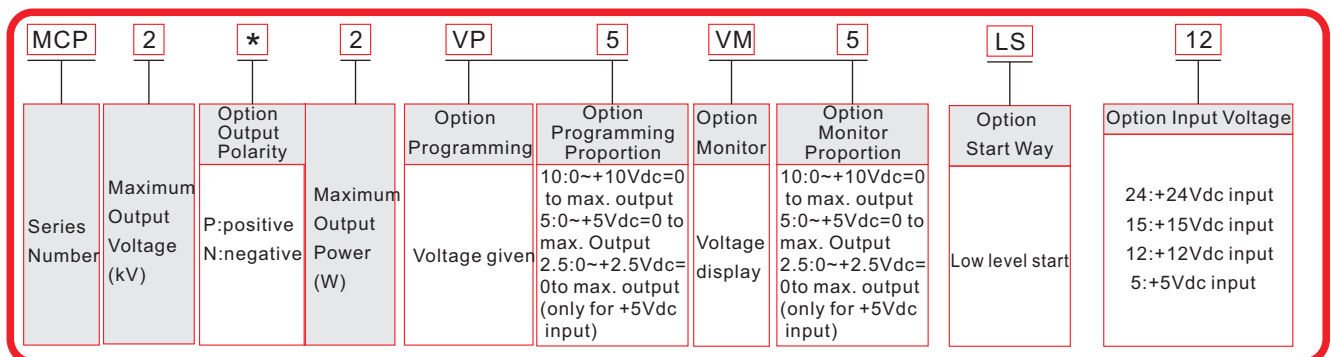 MCP 2 * 2 VP 5 VM 5 LS 12
Series
Number
Maximum
Output
Voltage
(kV)
Option
Output
Polarity
P:positive
N:negative
Maximum
Output
Power
(W)
Option
Programming
Voltage given
Option
Programming
Proportion
10:0~+10Vdc=0
to max. output
5:0~+5Vdc=0 to
max. Output
2.5:0~+2.5Vdc=
0to max. output
(only for +5Vdc
input)
Option
Monitor
Voltage
display
Option
Monitor
Proportion
10:0~+10Vdc=0
to max. output
5:0~+5Vdc=0 to
max. Output
2.5:0~+2.5Vdc=
0to max. output
(only for +5Vdc
input)
Option
Start Way
Low level start
Option Input Voltage
24:+24Vdc input
15:+15Vdc input
12:+12Vdc input
5:+5Vdc input